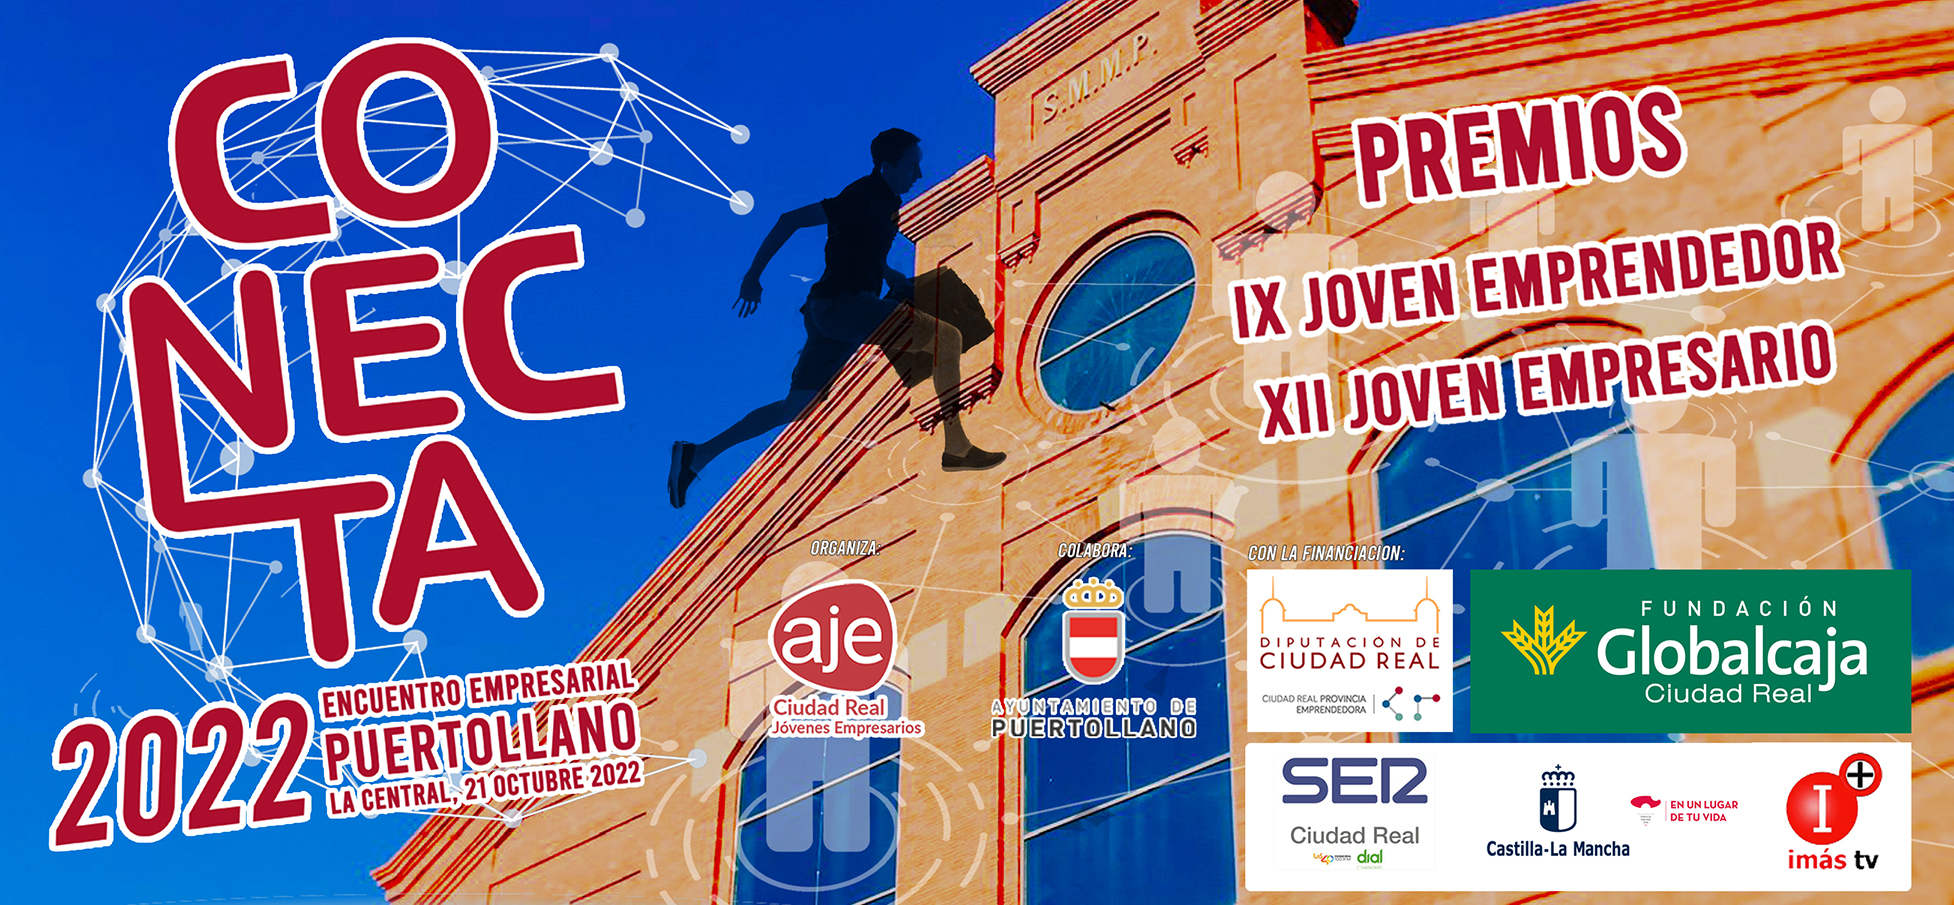 CO
NEC
TA
2022
ENCUENTRO EMPRESARIAL
PUERTOLLANO
LA CENTRAL, 21 OCTUBRE 2022
S.M.M.P.
PREMIOS
IX JOVEN EMPRENDEDOR
XII JOVEN EMPRESARIO
ORGANIZA:
aje
Ciudad Real
Jóvenes Empresarios
COLABORA:
AYUNTAMIENTO DE
PUERTOLLANO
CON LA FINANCIACION:
DIPUTACIÓN DE
CIUDAD REAL
CIUDAD REAL PROVINCIA
EMPRENDEDORA
FUNDACIÓN
Globalcaja
Ciudad Real
SER
Ciudad Real
dial
Castilla-La Mancha
EN UN LUGAR
DE TU VIDA
I +
imás tv